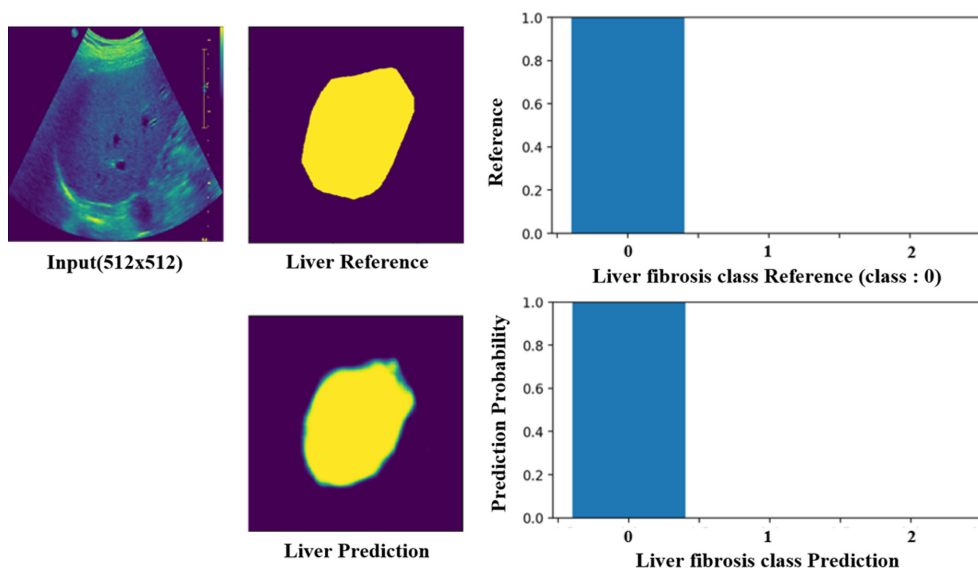 Input(512x512)
Liver Reference
Reference
1.0
0.8
0.6
0.4
0.2
0.0
0
1
2
Liver fibrosis class Reference (class : 0)
Liver Prediction
Prediction Probability
1.0
0.8
0.6
0.4
0.2
0.0
0
1
2
Liver fibrosis class Prediction